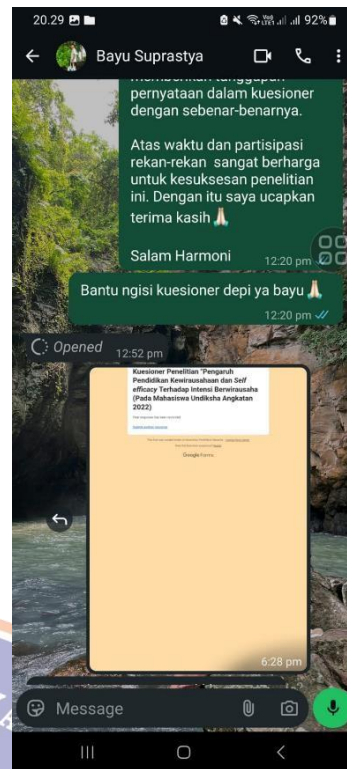 20.29
92%
Bayu Suprastya
memberikan tanggapan
pernyataan dalam kuesioner
dengan sebenar-benarnya.
Atas waktu dan partisipasi
rekan-rekan sangat berharga
untuk kesuksesan penelitian
ini. Dengan itu saya ucapkan
terima kasih 🙏🏻
Salam Harmoni
12:20 pm
Bantu ngisi kuesioner depi ya bayu 🙏🏻
12:20 pm
Opened 12:52 pm
Kuesioner Penelitian "Pengaruh
Pendidikan Kewirausahaan dan Self
efficacy Terhadap Intensi Berwirausaha
(Pada Mahasiswa Undiksha Angkatan
2022)
Google Forms
6:28 pm
Message